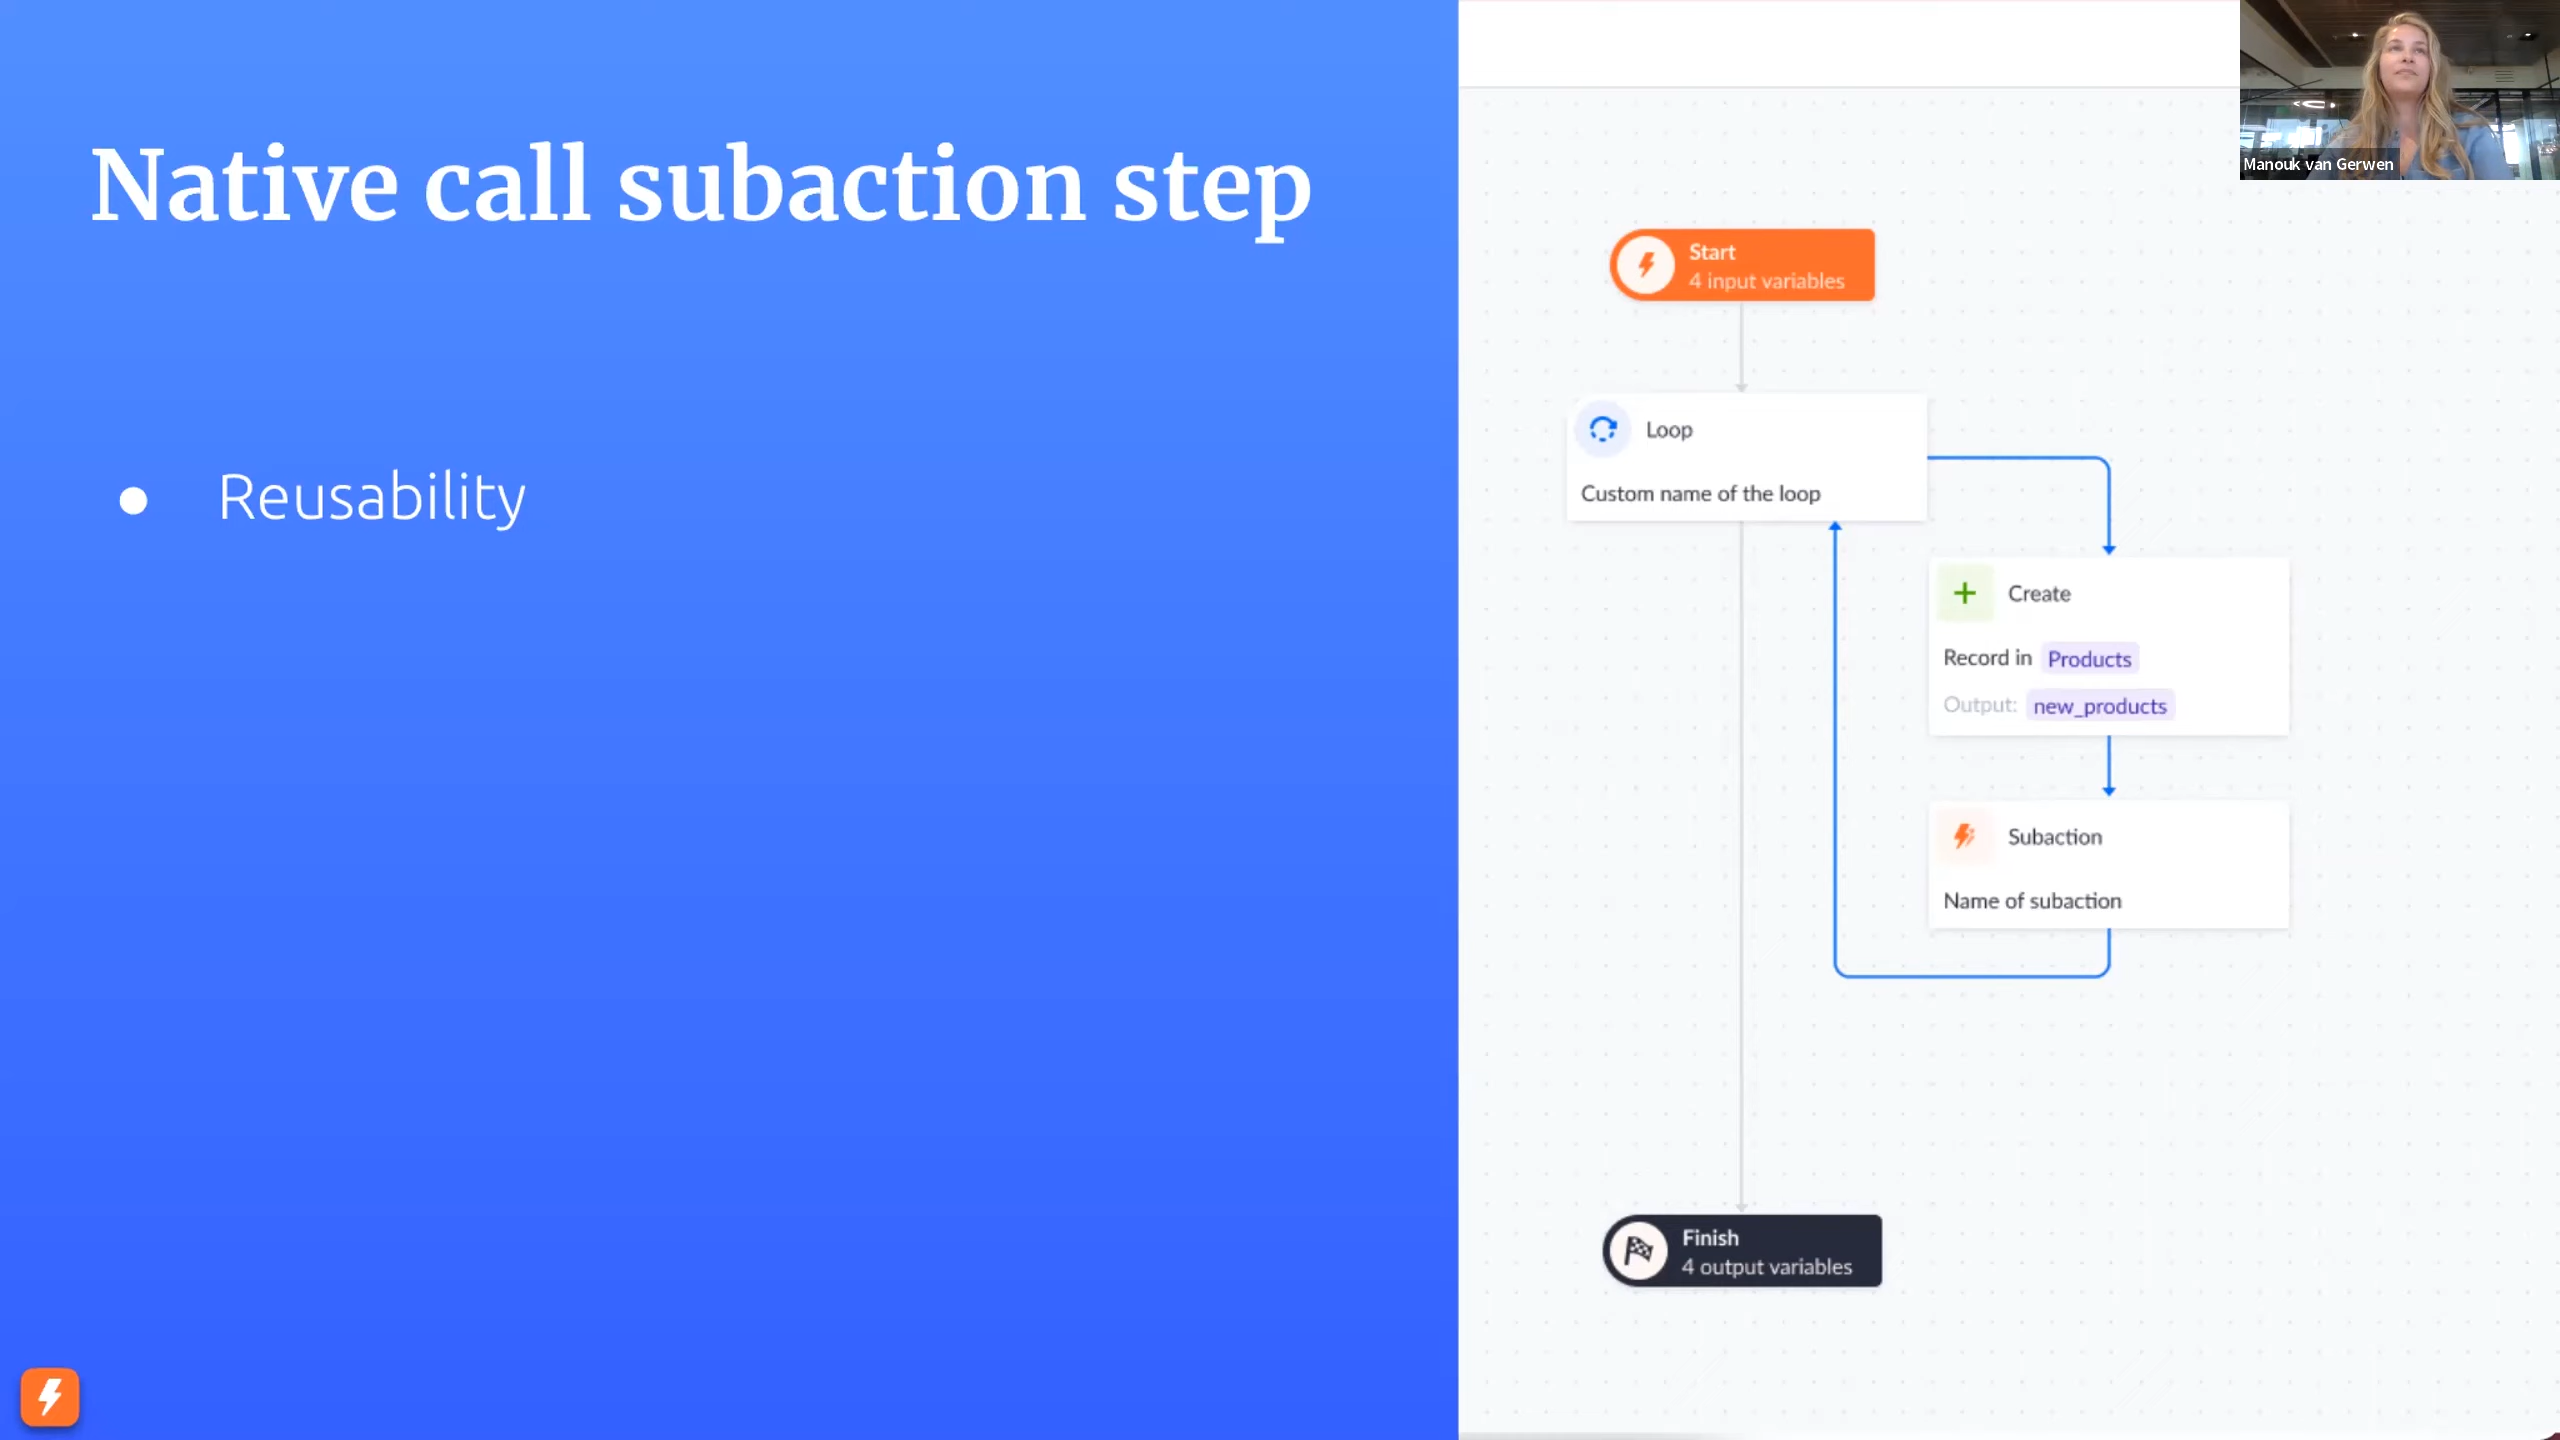 Native call subaction step
● Reusability
Manouk van Gerwen
Start
4 input variables
Loop
Custom name of the loop
Create
Record in Products
Output: new_products
Subaction
Name of subaction
Finish
4 output variables